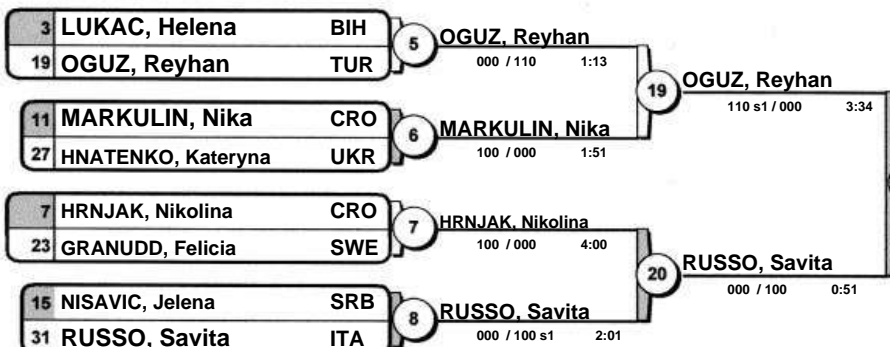 3 LUKAC, Helena BIH
19 OGUZ, Reyhan TUR
5
OGUZ, Reyhan
000 / 110 1:13
11 MARKULIN, Nika CRO
27 HNATENKO, Kateryna UKR
6
MARKULIN, Nika
100 / 000 1:51
19
OGUZ, Reyhan
110 s1 / 000 3:34
7 HRNJAK, Nikolina CRO
23 GRANUDD, Felicia SWE
7
HRNJAK, Nikolina
100 / 000 4:00
15 NISAVIC, Jelena SRB
31 RUSSO, Savita ITA
8
RUSSO, Savita
000 / 100 s1 2:01
20
RUSSO, Savita
000 / 100 0:51